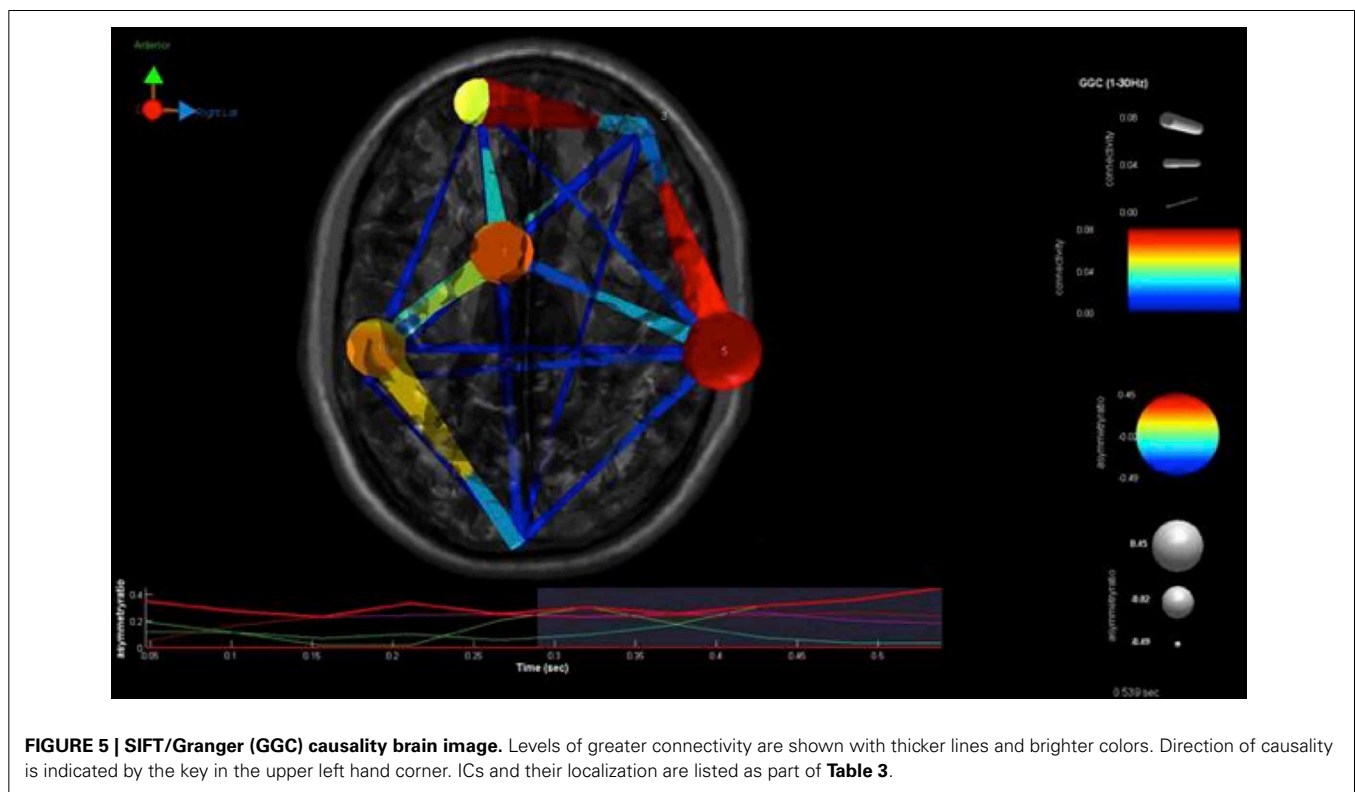 Anterior
RightLat
3
5
10
GGC (1-30Hz)
0.08
0.04
0.00
connectivity
0.08
0.04
0.00
connectivity
0.45
-0.02
-0.49
asymmetryratio
0.45
-0.02
-0.49
asymmetryratio
0.539 sec
asymmetryratio
0.4
0.2
0
0.05 0.1 0.15 0.2 0.25 0.3 0.35 0.4 0.45 0.5
Time (sec)
FIGURE 5 | SIFT/Granger (GGC) causality brain image. Levels of greater connectivity are shown with thicker lines and brighter colors. Direction of causality
is indicated by the key in the upper left hand corner. ICs and their localization are listed as part of Table 3.